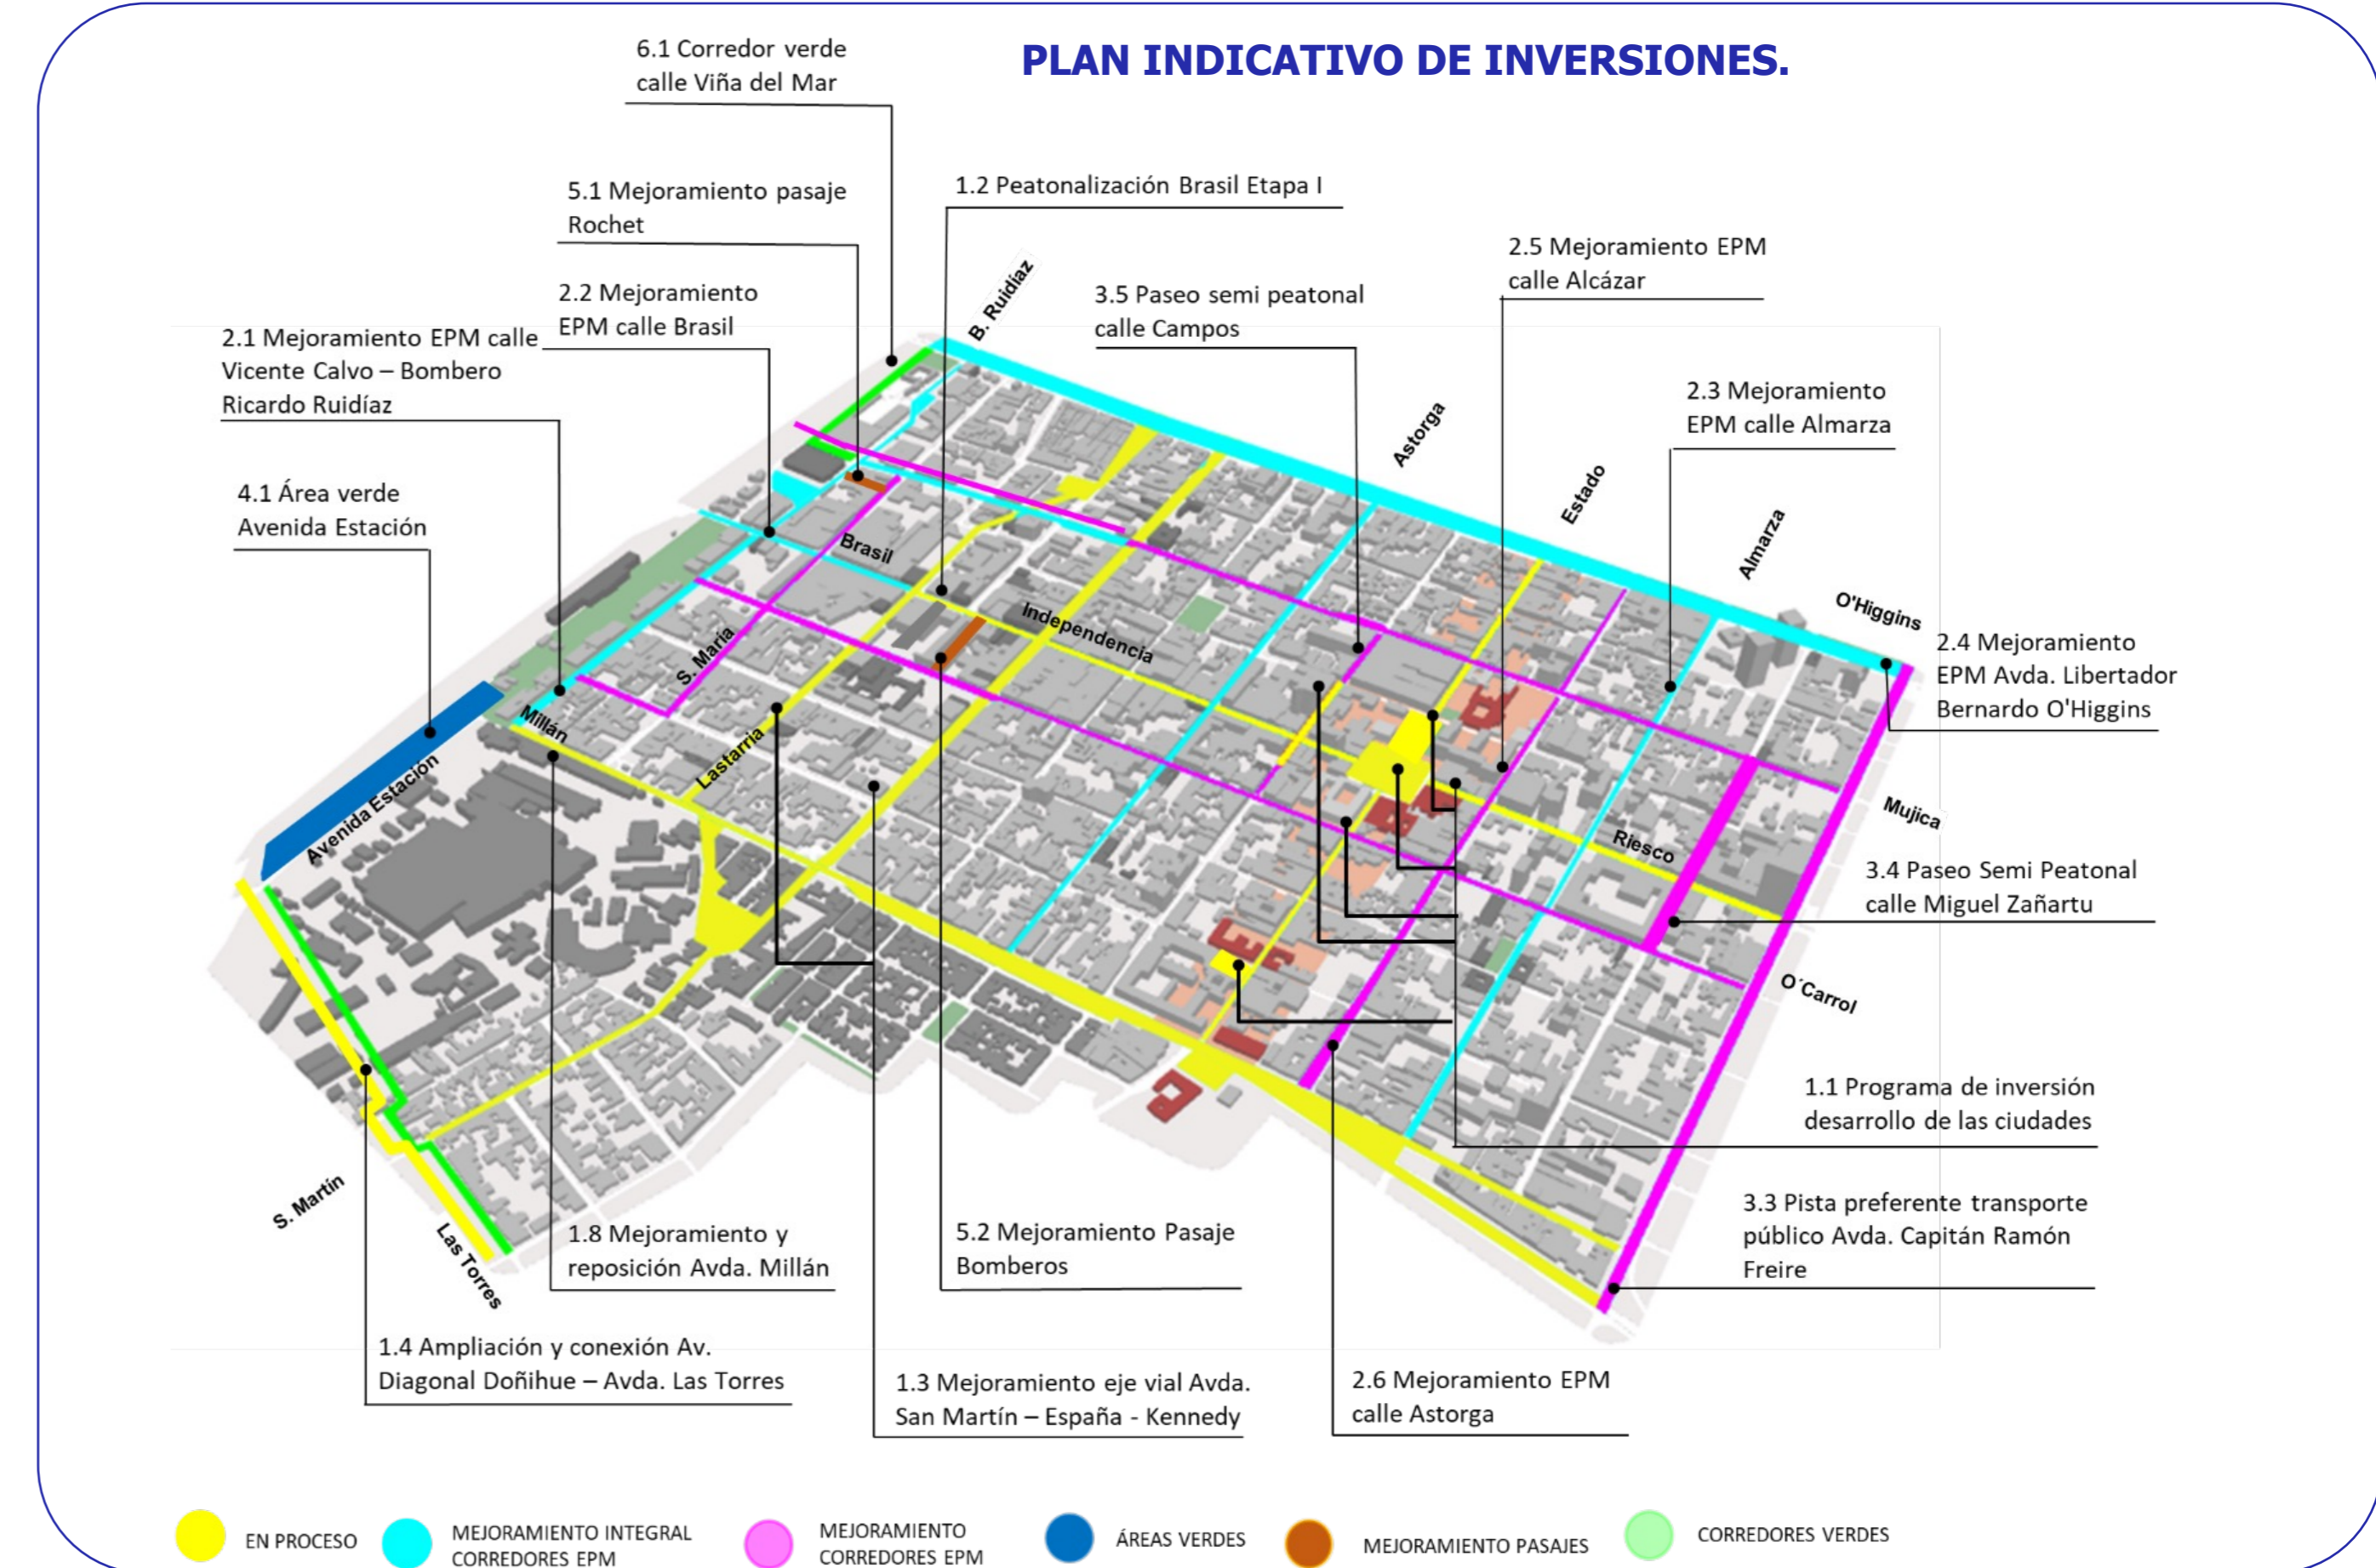 PLAN INDICATIVO DE INVERSIONES.
6.1 Corredor verde
calle Viña del Mar
5.1 Mejoramiento pasaje
Rochet
1.2 Peatonalización Brasil Etapa I
2.2 Mejoramiento
EPM calle Brasil
2.1 Mejoramiento EPM calle
Vicente Calvo – Bombero
Ricardo Ruidíaz
4.1 Área verde
Avenida Estación
B. Ruidíaz
3.5 Paseo semi peatonal
calle Campos
2.5 Mejoramiento EPM
calle Alcázar
2.3 Mejoramiento
EPM calle Almarza
Astorga
Estado
Almarza
O'Higgins
2.4 Mejoramiento
EPM Avda. Libertador
Bernardo O'Higgins
Brasil
Independencia
S. María
Millán
Lastarria
Avenida Estación
Mujica
Riesco
3.4 Paseo Semi Peatonal
calle Miguel Zañartu
O´Carrol
1.1 Programa de inversión
desarrollo de las ciudades
3.3 Pista preferente transporte
público Avda. Capitán Ramón
Freire
S. Martín
Las Torres
1.8 Mejoramiento y
reposición Avda. Millán
5.2 Mejoramiento Pasaje
Bomberos
1.4 Ampliación y conexión Av.
Diagonal Doñihue – Avda. Las Torres
1.3 Mejoramiento eje vial Avda.
San Martín – España - Kennedy
2.6 Mejoramiento EPM
calle Astorga
EN PROCESO
MEJORAMIENTO INTEGRAL
CORREDORES EPM
MEJORAMIENTO
CORREDORES EPM
ÁREAS VERDES
MEJORAMIENTO PASAJES
CORREDORES VERDES